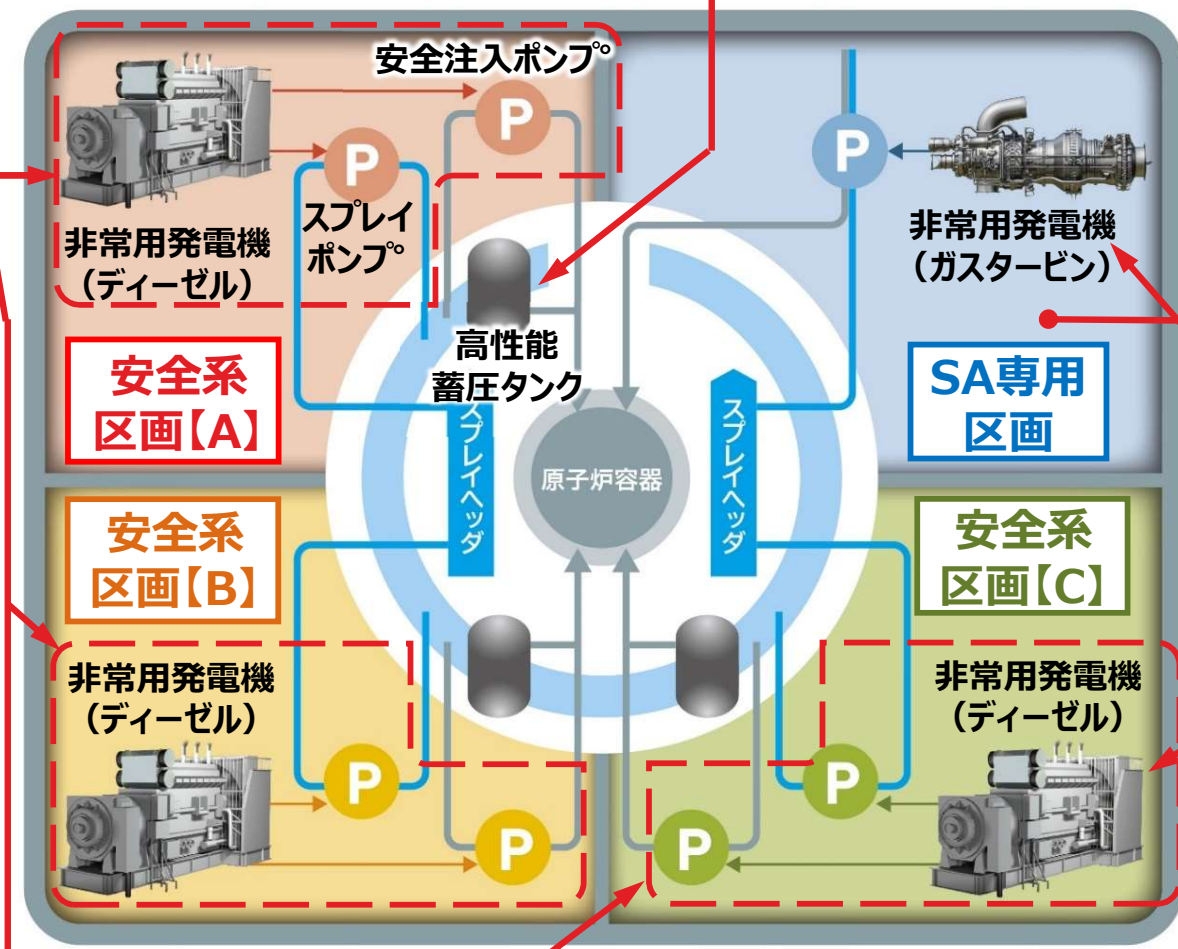 安全注入ポンプ
P
P
スプレイ
ポンプ
非常用発電機
（ディーゼル）
高性能
蓄圧タンク
安全系
区画【A】
P
非常用発電機
（ガスタービン）
SA専用
区画
スプレイヘッダ
原子炉容器
スプレイヘッダ
安全系
区画【B】
非常用発電機
（ディーゼル）
P
P
安全系
区画【C】
非常用発電機
（ディーゼル）
P
P